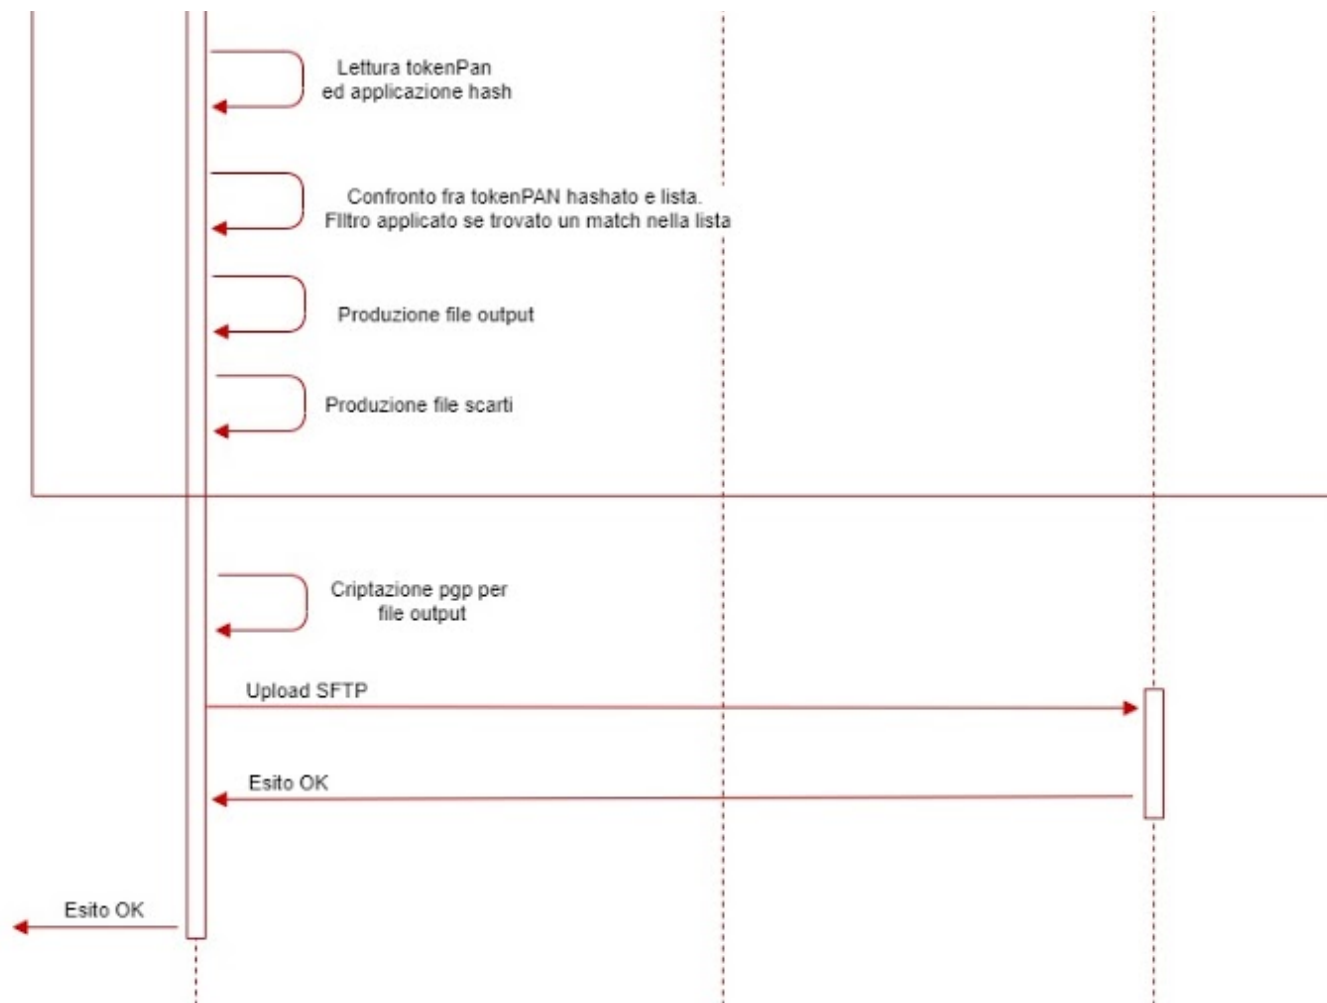 Lettura tokenPan
ed applicazione hash
Confronto fra tokenPAN hashato e lista.
FIltro applicato se trovato un match nella lista
Produzione file output
Produzione file scarti
Criptazione pgp per
file output
Upload SFTP
Esito OK
Esito OK